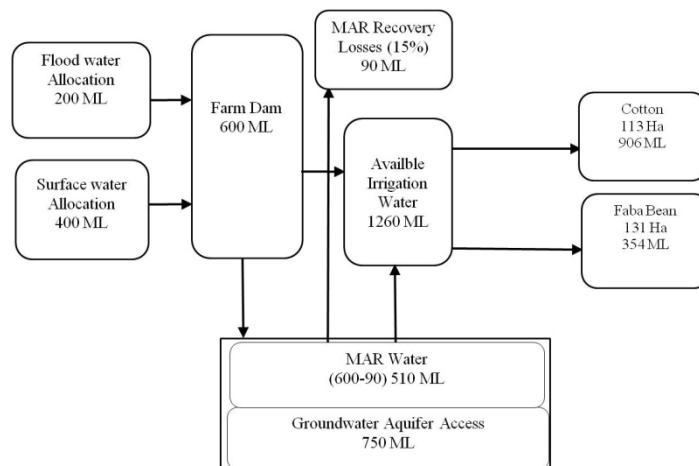 Flood water
Allocation
200 ML
Surface water
Allocation
400 ML
Farm Dam
600 ML
MAR Recovery
Losses (15%)
90 ML
Availble
Irrigation
Water
1260 ML
Cotton
113 Ha
906 ML
Faba Bean
131 Ha
354 ML
MAR Water
(600-90) 510 ML
Groundwater Aquifer Access
750 ML